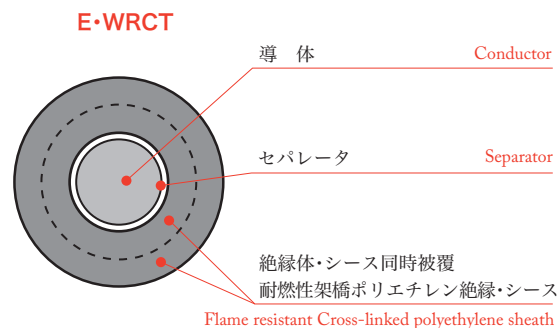 E・WRCT
導　体 Conductor
セパレータ Separator
絶縁体・シース同時被覆
耐燃性架橋ポリエチレン絶縁・シース
Flame resistant Cross-linked polyethylene sheath